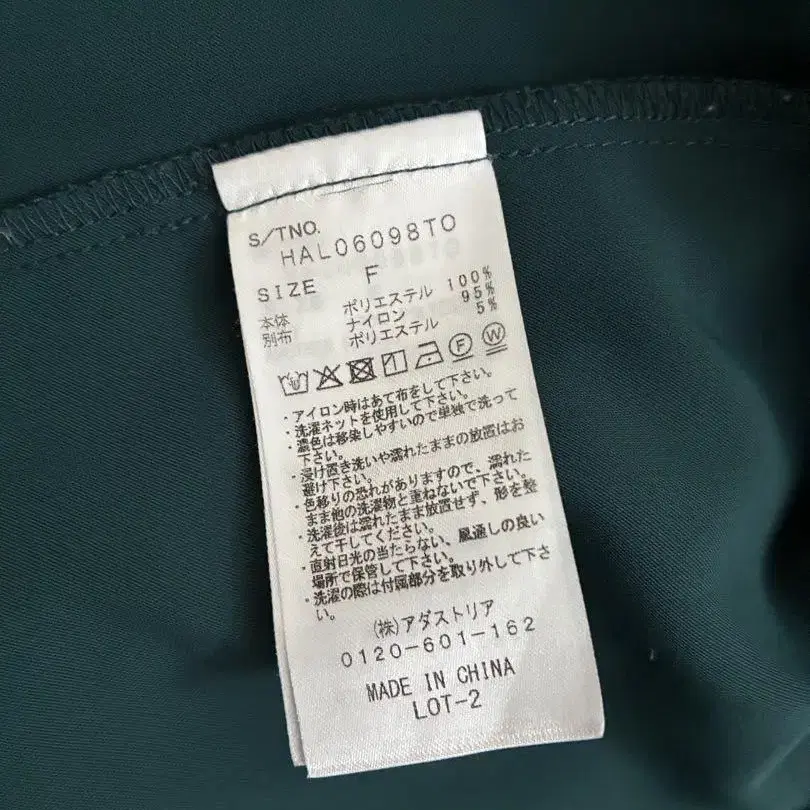 S/TNO.
HAL06098T0
SIZE F
本体 ポリエステル 100%
別布 ナイロン 95%
ポリエステル 5%
F W
・アイロン時はあて布をして下さい。
・洗濯ネットを使用して下さい。
・濃色は移染しやすいので単独で洗って
下さい。
・浸け置き洗いや濡れたままの放置はお
避け下さい。
・色移りの恐れがありますので、濡れた
まま他の洗濯物と重ねないで下さい。
・洗濯後は濡れたまま放置せず、形を整
えて干してください。
・直射日光の当たらない、風通しの良い
場所で保管して下さい。
・洗濯の際は付属部分を取り外して下さ
い。
(株)アダストリア
0120-601-162
MADE IN CHINA
LOT-2